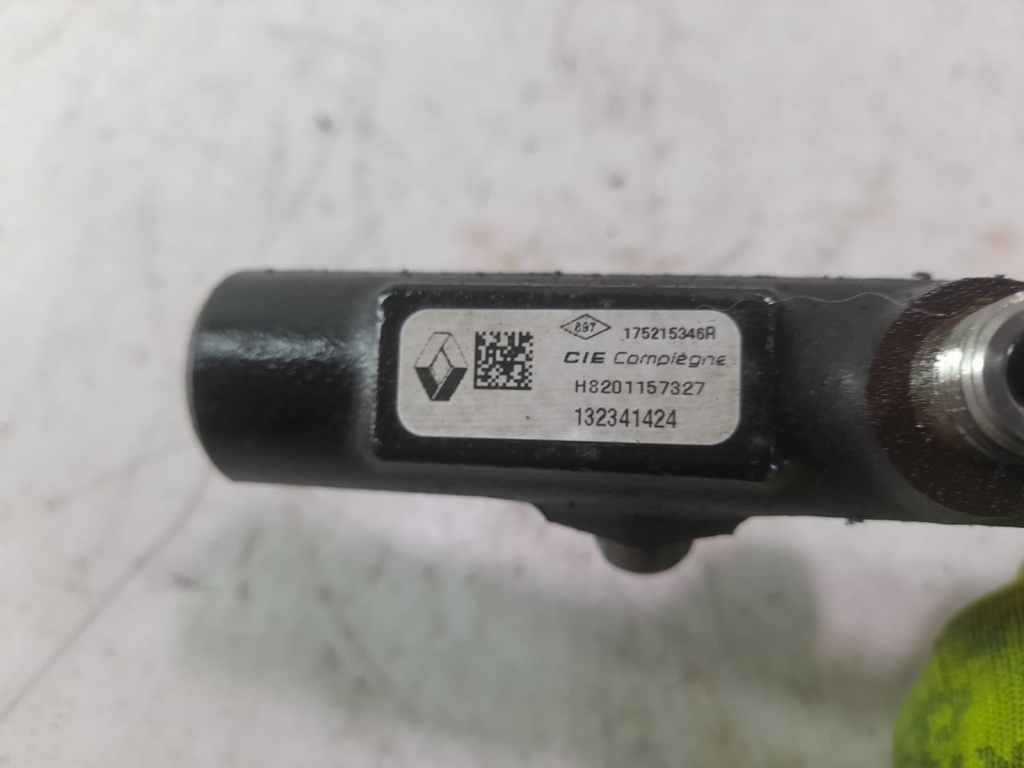 897 175215346R
CIE Compiègne
H8201157327
132341424